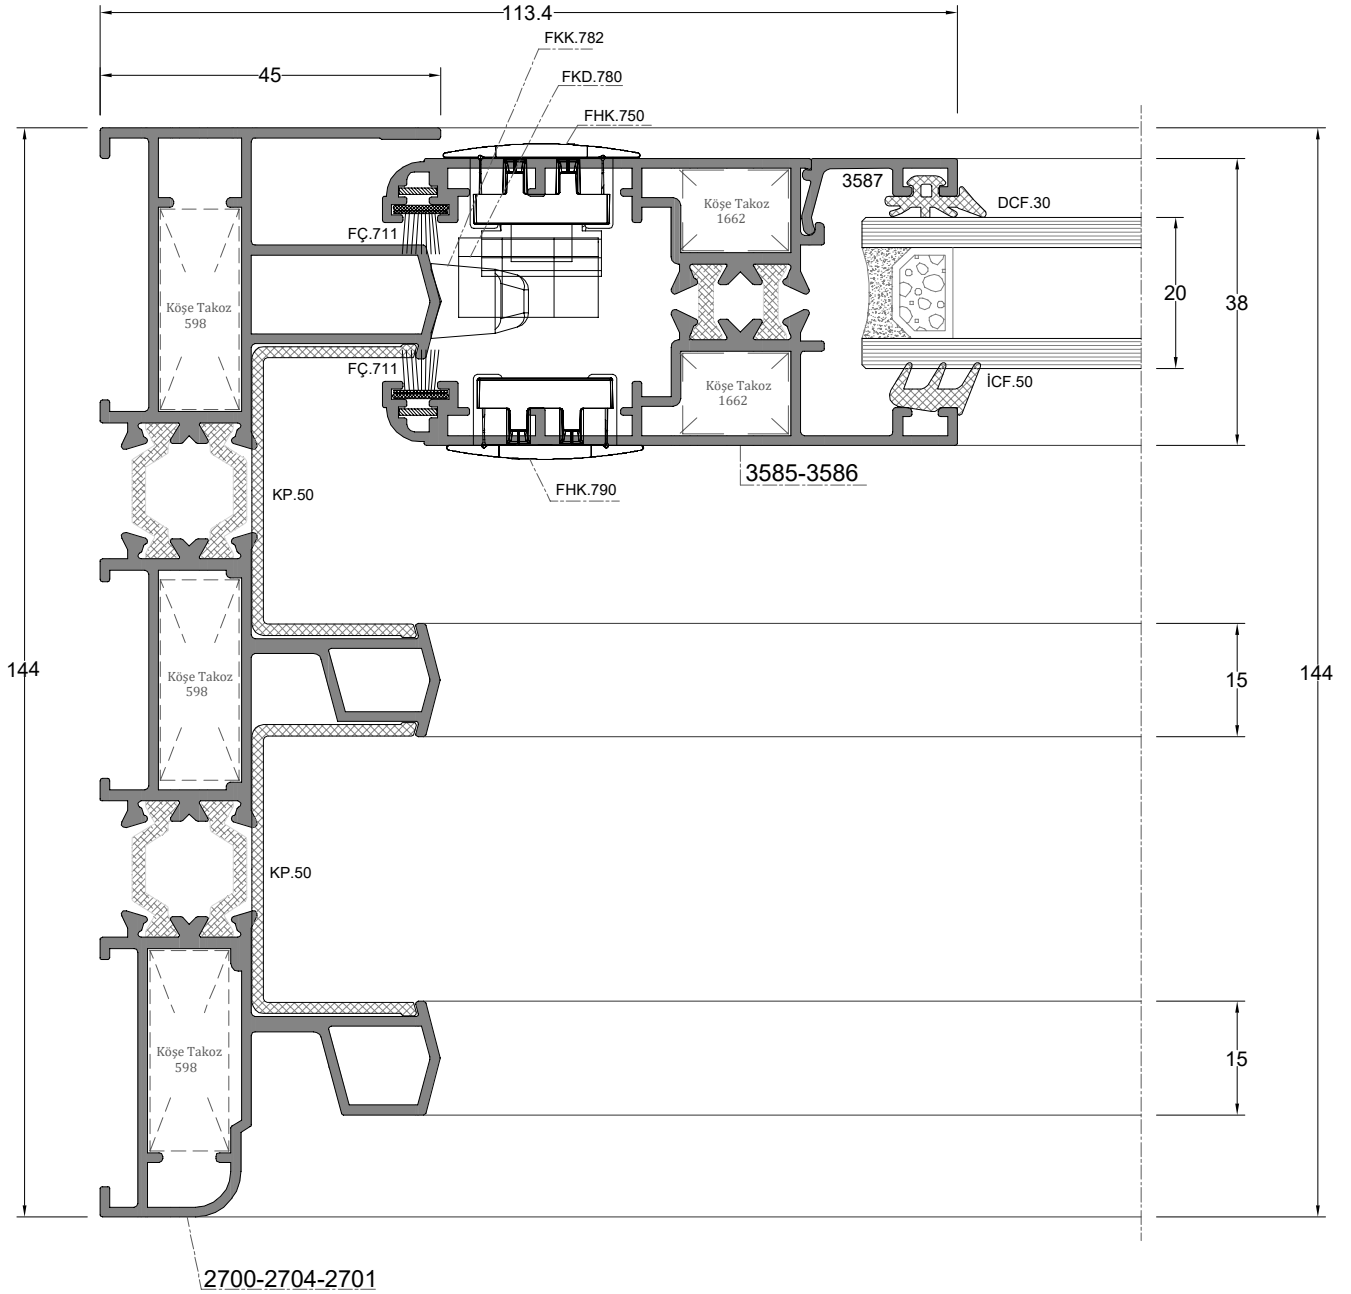 113.4
FKK.782
45
FKD.780
FHK.750
3587
Köşe Takoz
1662
DCF.30
FÇ.711
Köşe Takoz
598
20
38
FÇ.711
Köşe Takoz
1662
İCF.50
3585-3586
FHK.790
KP.50
144
Köşe Takoz
598
15
144
KP.50
Köşe Takoz
598
15
2700-2704-2701